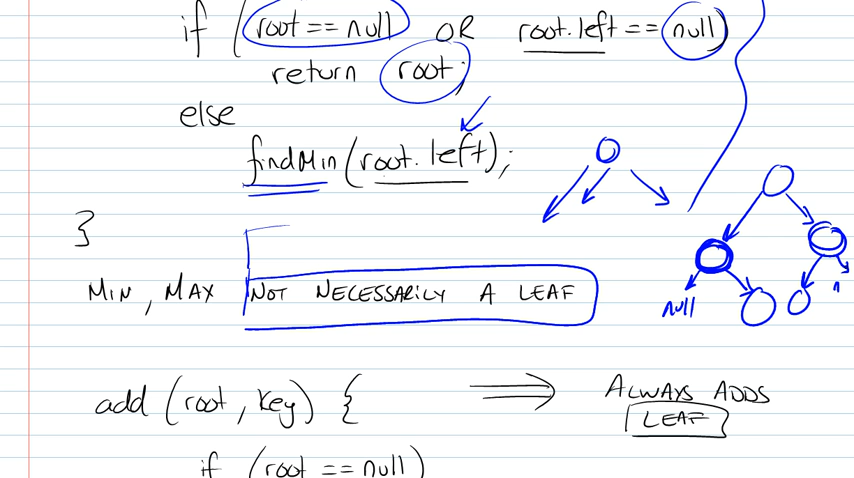 if (root == null OR root.left == null)
return root;
else
findMin(root.left);
}
MIN, MAX NOT NECESSARILY A LEAF
null
n
add (root, key) { ⟹ ALWAYS ADDS
LEAF
if (root == null)